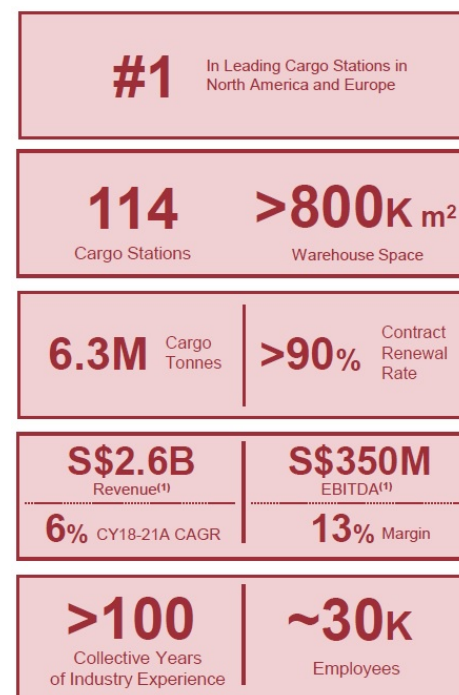 #1 In Leading Cargo Stations in
North America and Europe
114
Cargo Stations
>800K m²
Warehouse Space
6.3M Cargo
Tonnes
>90% Contract
Renewal
Rate
S$2.6B
Revenue(1)
6% CY18-21A CAGR
S$350M
EBITDA(1)
13% Margin
>100
Collective Years
of Industry Experience
~30K
Employees